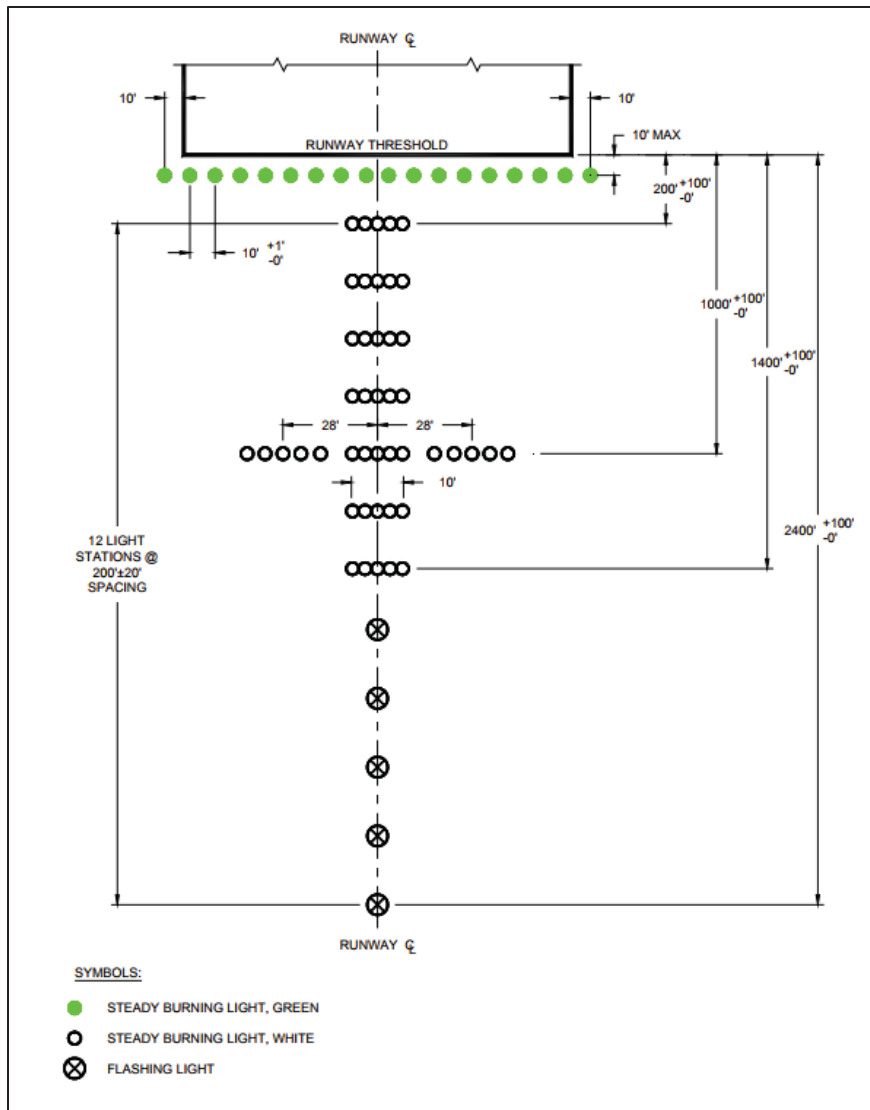 RUNWAY ℄
10'
10'
10' MAX
RUNWAY THRESHOLD
200' +100' -0'
10' +1' -0'
1000' +100' -0'
1400' +100' -0'
28'
28'
10'
2400' +100' -0'
12 LIGHT
STATIONS @
200'±20'
SPACING
RUNWAY ℄
SYMBOLS:
STEADY BURNING LIGHT, GREEN
STEADY BURNING LIGHT, WHITE
FLASHING LIGHT